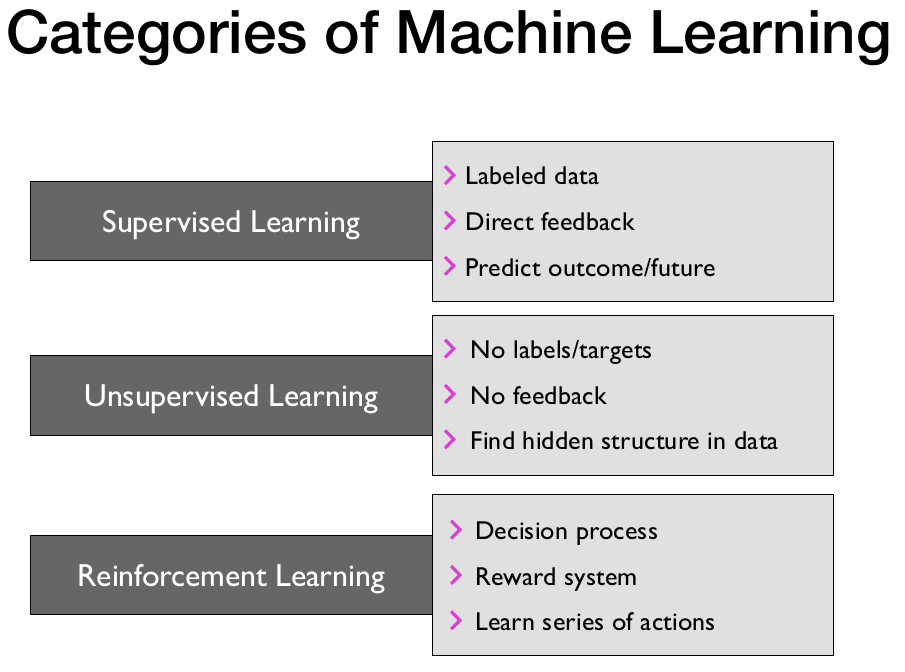 Categories of Machine Learning
Supervised Learning
Labeled data
Direct feedback
Predict outcome/future
Unsupervised Learning
No labels/targets
No feedback
Find hidden structure in data
Reinforcement Learning
Decision process
Reward system
Learn series of actions